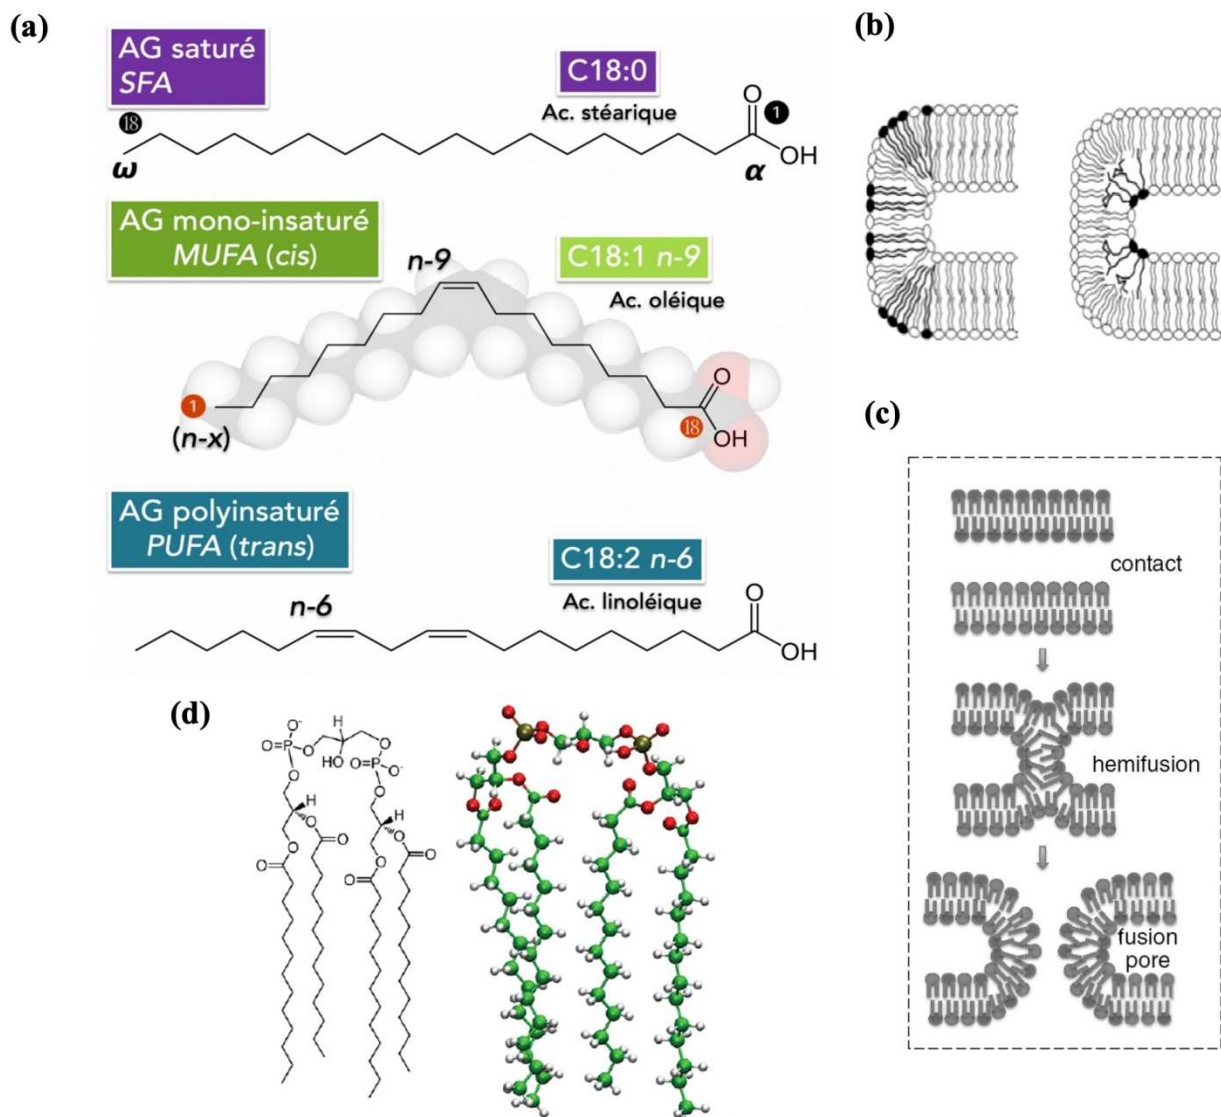 (a)
AG saturé
SFA
C18:0
Ac. stéarique
O
1
OH
18
ω
α
AG mono-insaturé
MUFA (cis)
n-9
C18:1 n-9
Ac. oléique
1
(n-x)
O
18
OH
AG polyinsaturé
PUFA (trans)
C18:2 n-6
Ac. linoléique
n-6
O
OH
(b)
(c)
contact
hemifusion
fusion
pore
(d)
O-
H
O=P
O
HO
O
O=P
O-
O
O
H
O
O
O
H
O
O
O
O